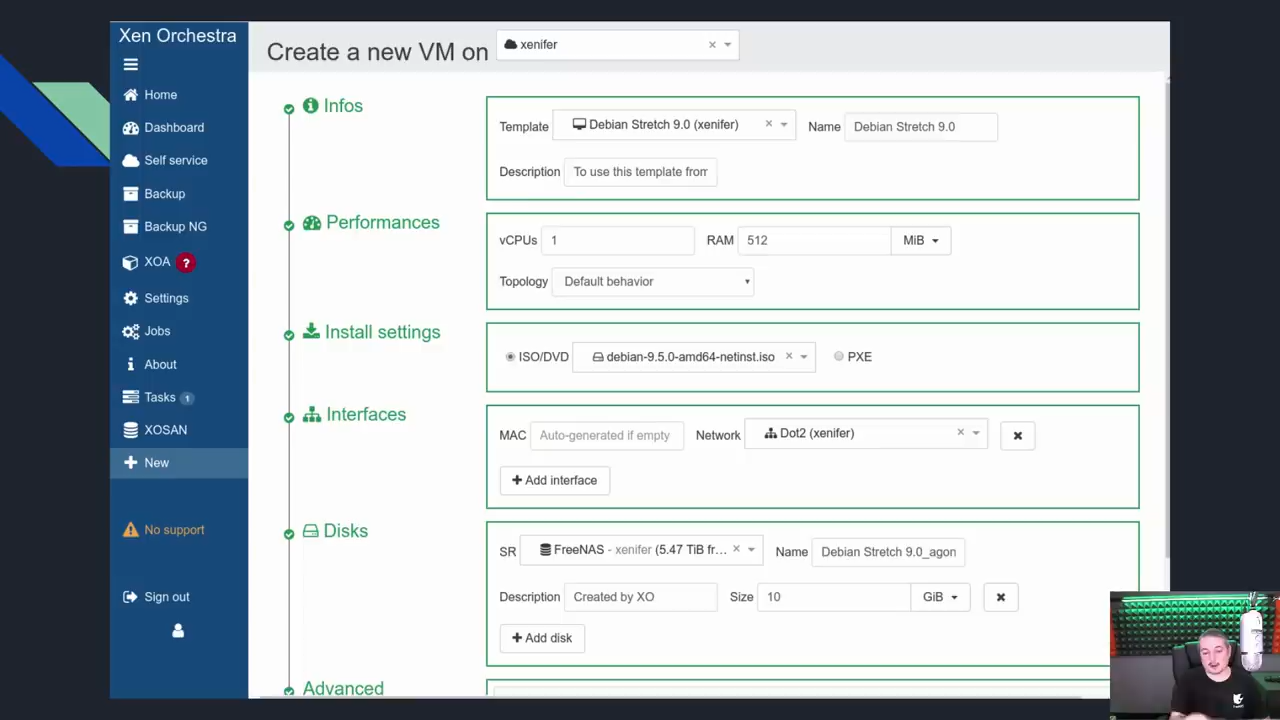 Xen Orchestra
Create a new VM on xenifer
Home
Dashboard
Self service
Backup
Backup NG
XOA ?
Settings
Jobs
About
Tasks 1
XOSAN
New
No support
Sign out
Infos
Template Debian Stretch 9.0 (xenifer) Name Debian Stretch 9.0
Description To use this template from
Performances
vCPUs 1 RAM 512 MiB
Topology Default behavior
Install settings
ISO/DVD debian-9.5.0-amd64-netinst.iso PXE
Interfaces
MAC Auto-generated if empty Network Dot2 (xenifer)
Add interface
Disks
SR FreeNAS - xenifer (5.47 TiB fr... Name Debian Stretch 9.0_agon
Description Created by XO Size 10 GiB
Add disk
Advanced